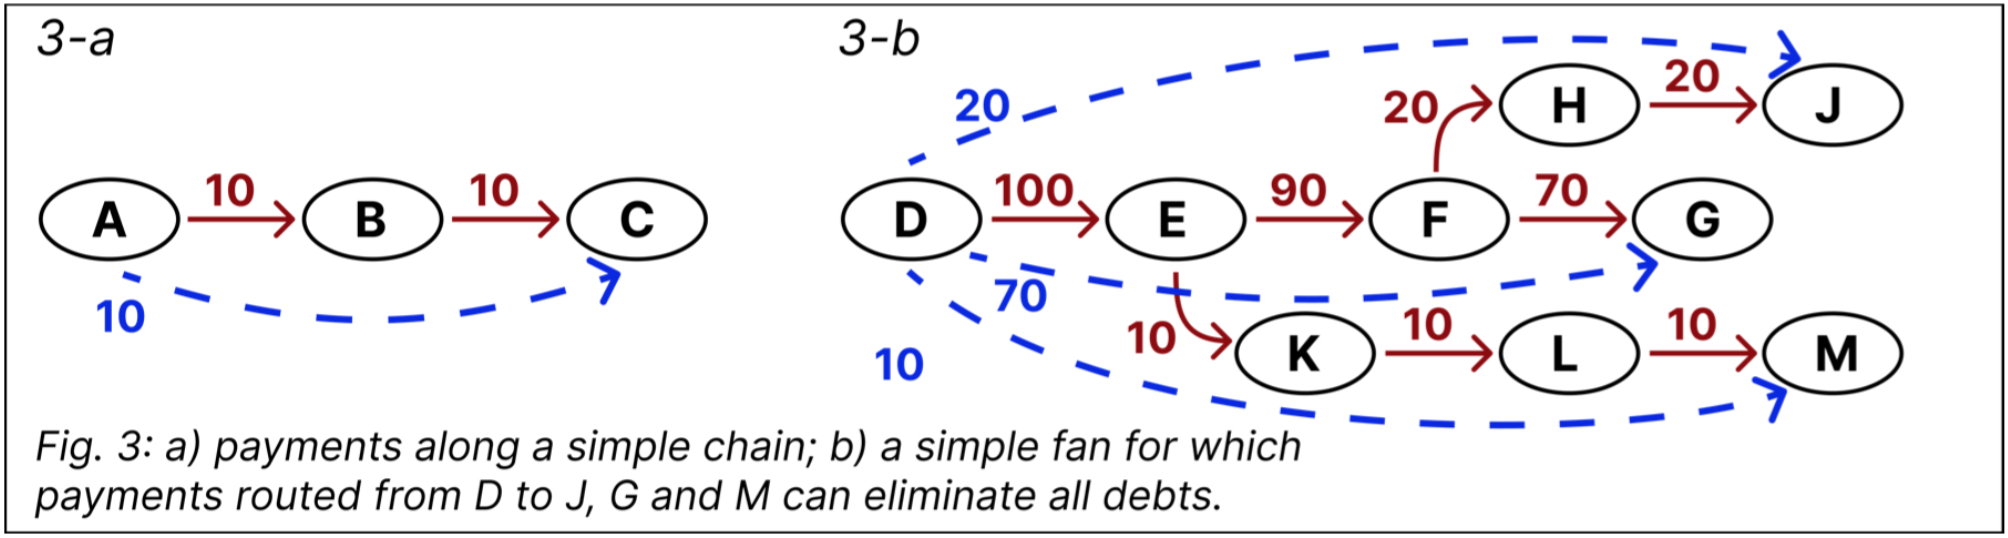 3-a
3-b
20
20
20
H
J
10
10
100
90
70
A
B
C
D
E
F
G
10
70
10
10
10
10
K
L
M
Fig. 3: a) payments along a simple chain; b) a simple fan for which
payments routed from D to J, G and M can eliminate all debts.